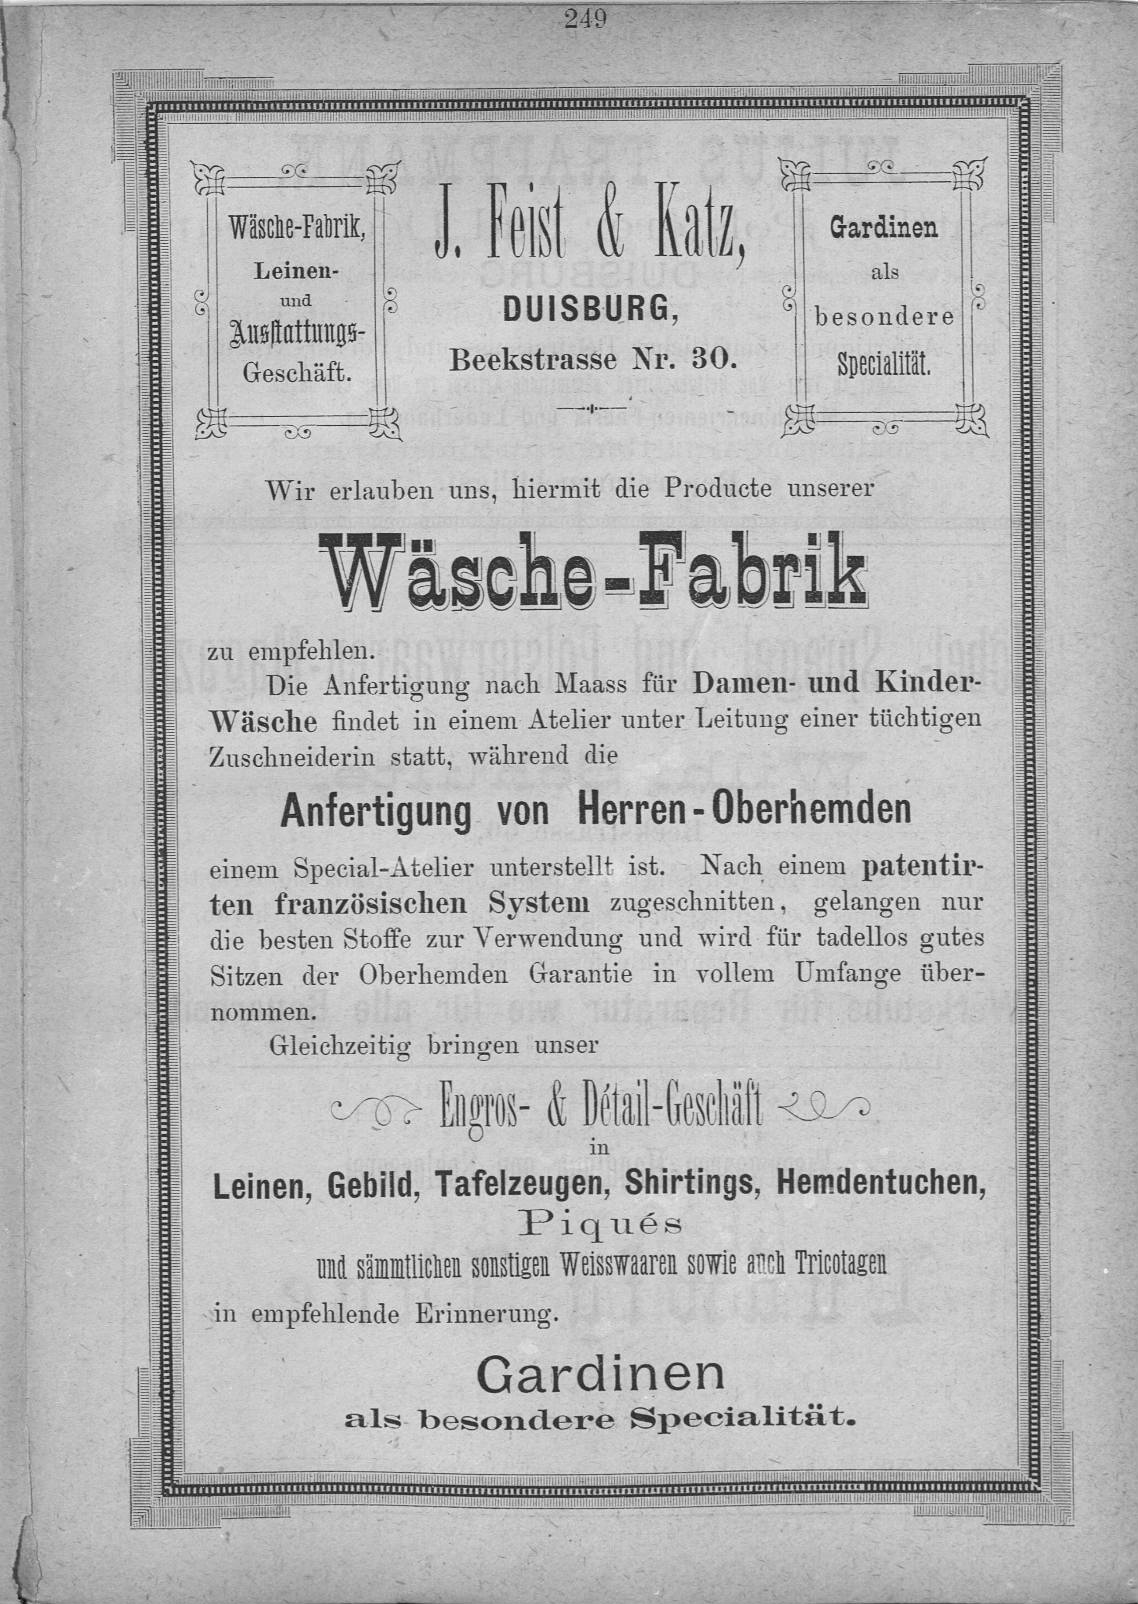 249
Wäsche-Fabrik,
Leinen-
und
Ausstattungs-
Geschäft.
J. Feist & Katz,
DUISBURG,
Beekstrasse Nr. 30.
Gardinen
als
besondere
Specialität.
Wir erlauben uns, hiermit die Producte unserer
Wäsche-Fabrik
zu empfehlen.
Die Anfertigung nach Maass für Damen- und Kinder-
Wäsche findet in einem Atelier unter Leitung einer tüchtigen
Zuschneiderin statt, während die
Anfertigung von Herren-Oberhemden
einem Special-Atelier unterstellt ist. Nach einem patentir-
ten französischen System zugeschnitten, gelangen nur
die besten Stoffe zur Verwendung und wird für tadellos gutes
Sitzen der Oberhemden Garantie in vollem Umfange über-
nommen.
Gleichzeitig bringen unser
Engros- & Détail-Geschäft
in
Leinen, Gebild, Tafelzeugen, Shirtings, Hemdentuchen,
Piqués
und sämmtlichen sonstigen Weisswaaren sowie auch Tricotagen
in empfehlende Erinnerung.
Gardinen
als besondere Specialität.